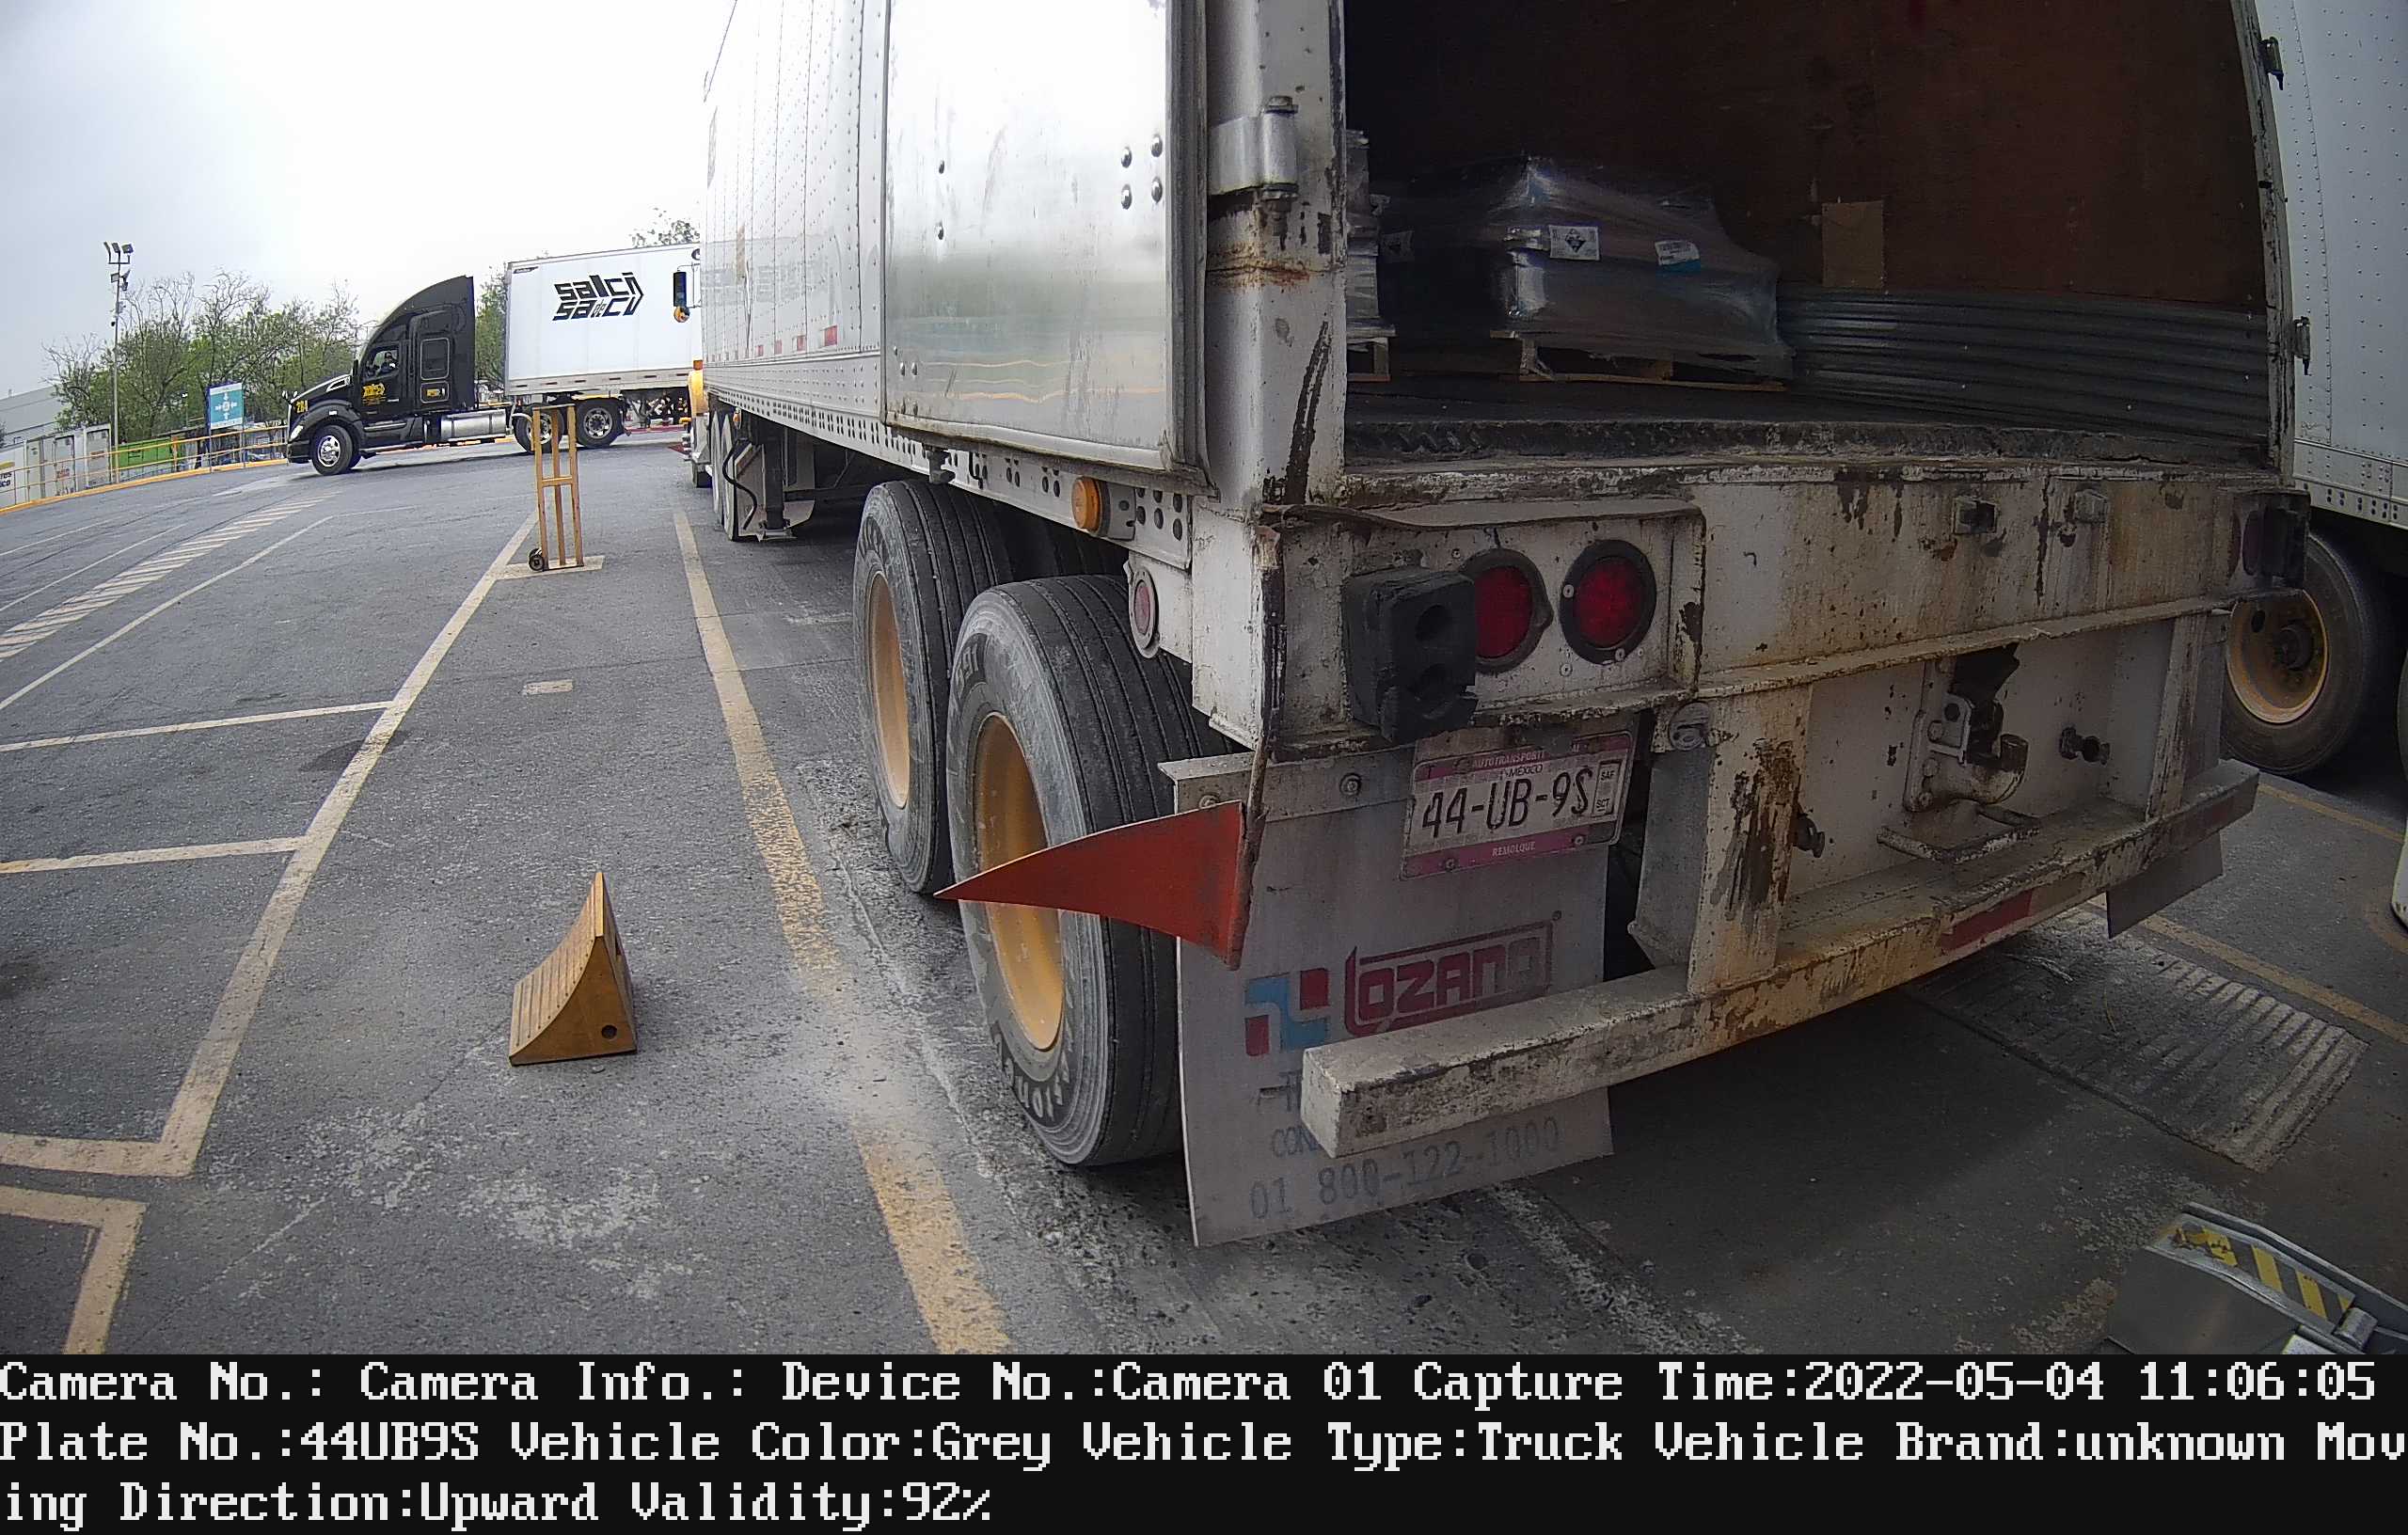 salci
sa de cv
284
AUTOTRANSPORTE
MEXICO
44-UB-9S
SCT
REMOLQUE
LOZANO
01 800-122-1000
Camera No.: Camera Info.: Device No.:Camera 01 Capture Time:2022-05-04 11:06:05
Plate No.:44UB9S Vehicle Color:Grey Vehicle Type:Truck Vehicle Brand:unknown Mov
ing Direction:Upward Validity:92%